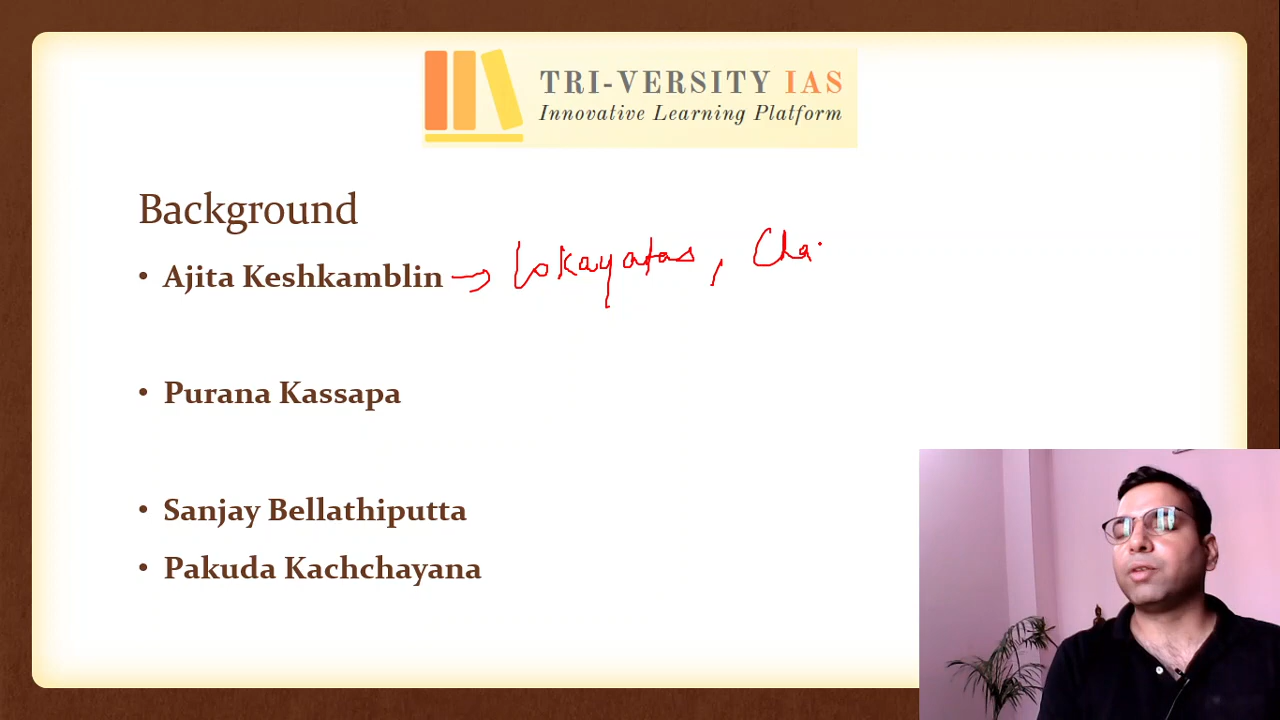 TRI-VERSITY IAS
Innovative Learning Platform
Background
• Ajita Keshkamblin → Lokayatas, Cha
• Purana Kassapa
• Sanjay Bellathiputta
• Pakuda Kachchayana